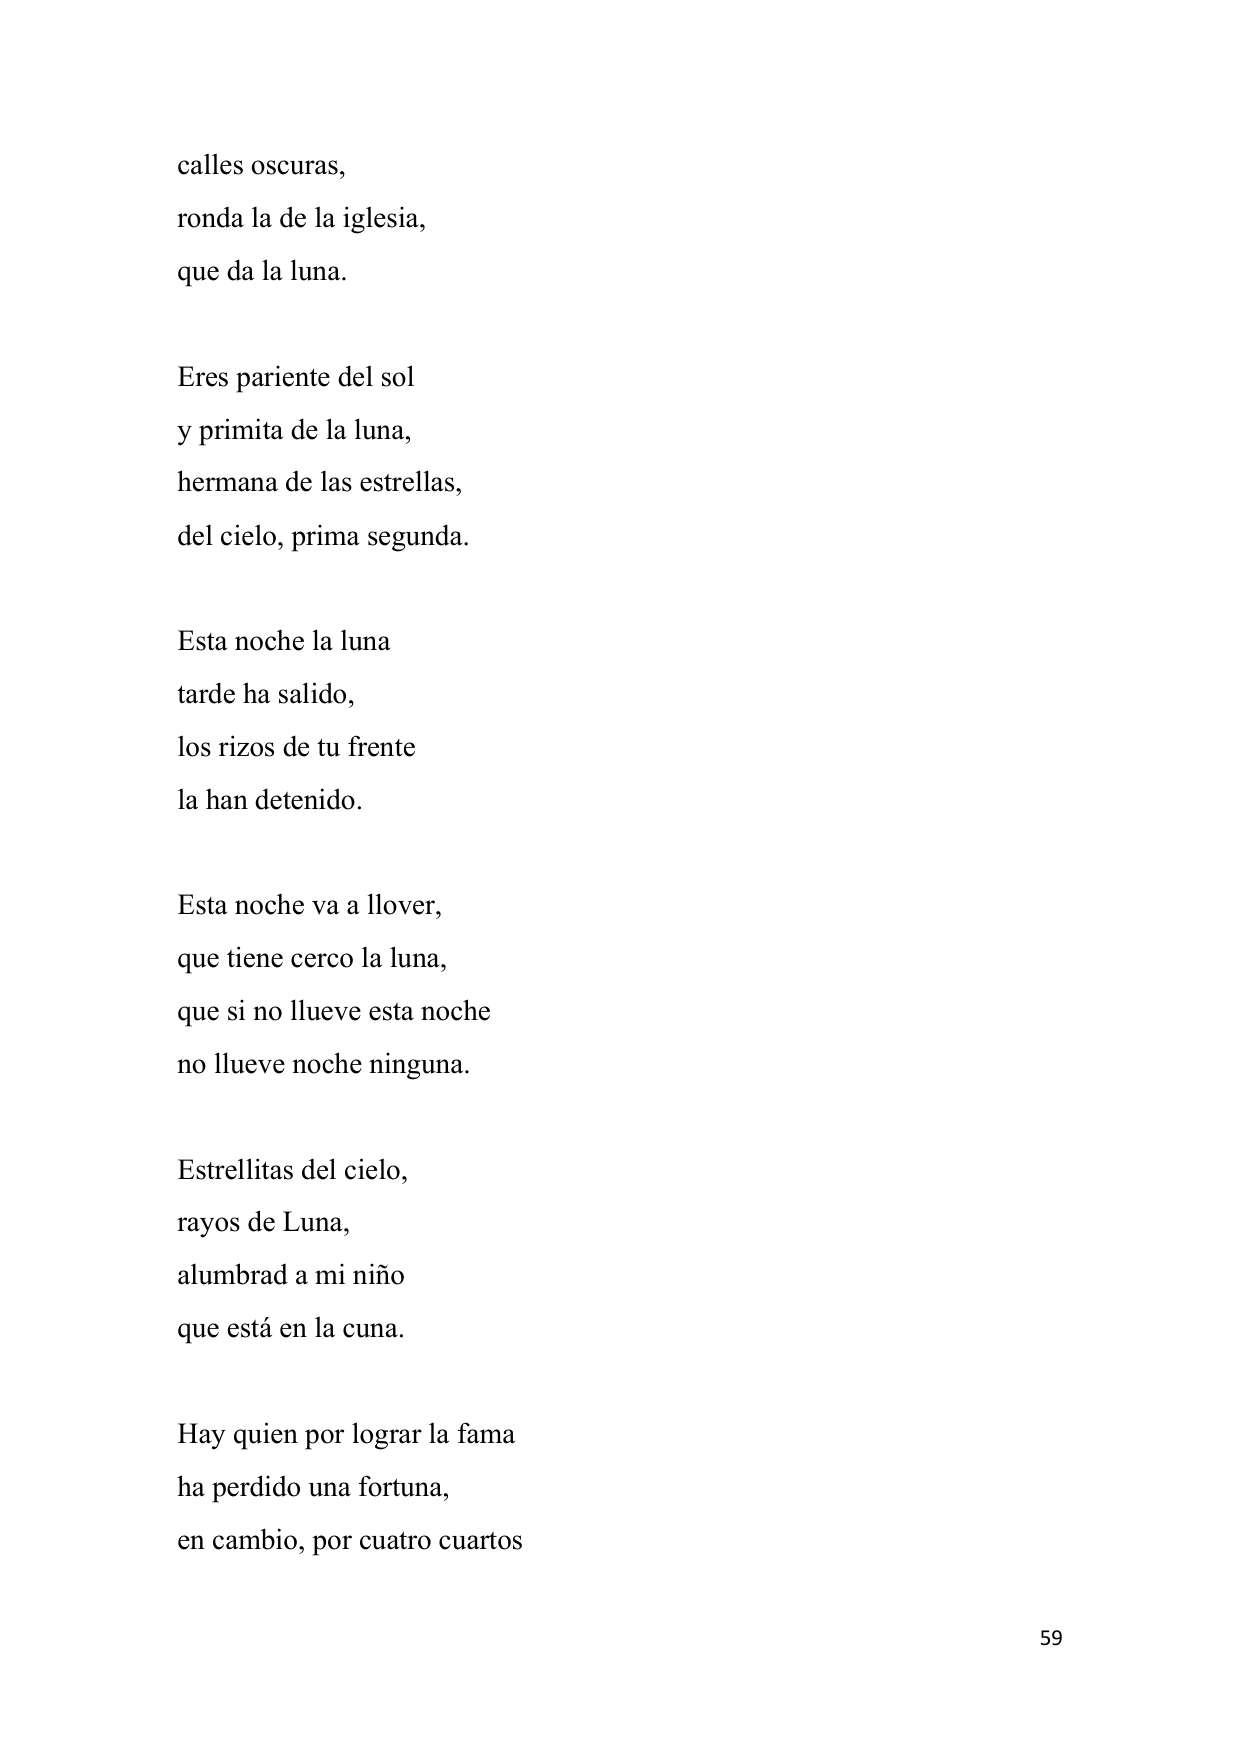 calles oscuras,
ronda la de la iglesia,
que da la luna.

Eres pariente del sol
y primita de la luna,
hermana de las estrellas,
del cielo, prima segunda.

Esta noche la luna
tarde ha salido,
los rizos de tu frente
la han detenido.

Esta noche va a llover,
que tiene cerco la luna,
que si no llueve esta noche
no llueve noche ninguna.

Estrellitas del cielo,
rayos de Luna,
alumbrad a mi niño
que está en la cuna.

Hay quien por lograr la fama
ha perdido una fortuna,
en cambio, por cuatro cuartos

59